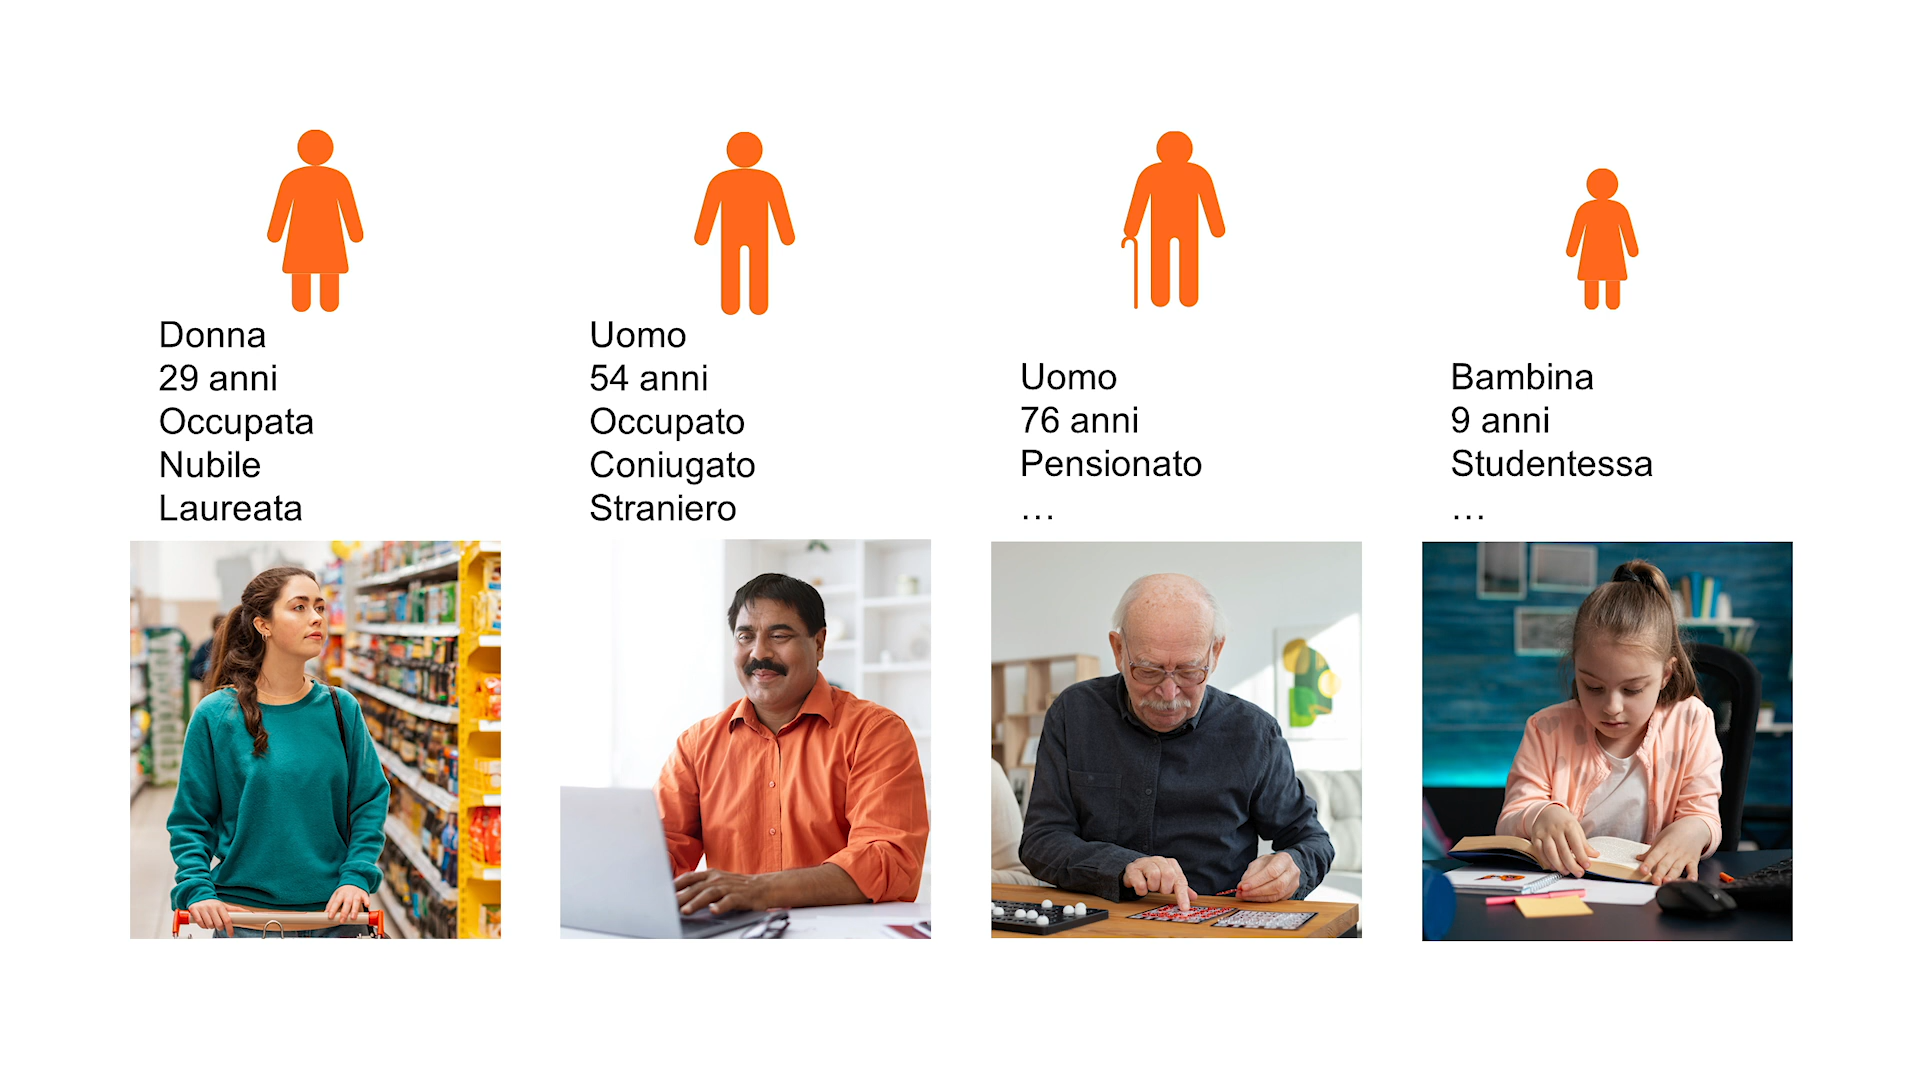 Donna
29 anni
Occupata
Nubile
Laureata
Uomo
54 anni
Occupato
Coniugato
Straniero
Uomo
76 anni
Pensionato
…
Bambina
9 anni
Studentessa
…